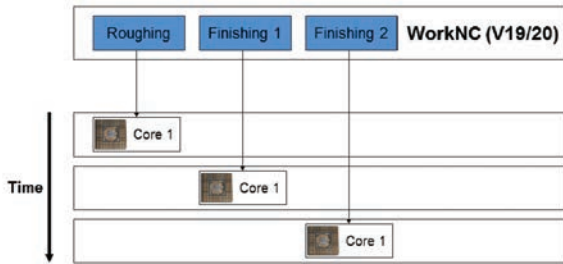 Roughing Finishing 1 Finishing 2 WorkNC (V19/20)
Core 1
Time Core 1
Core 1